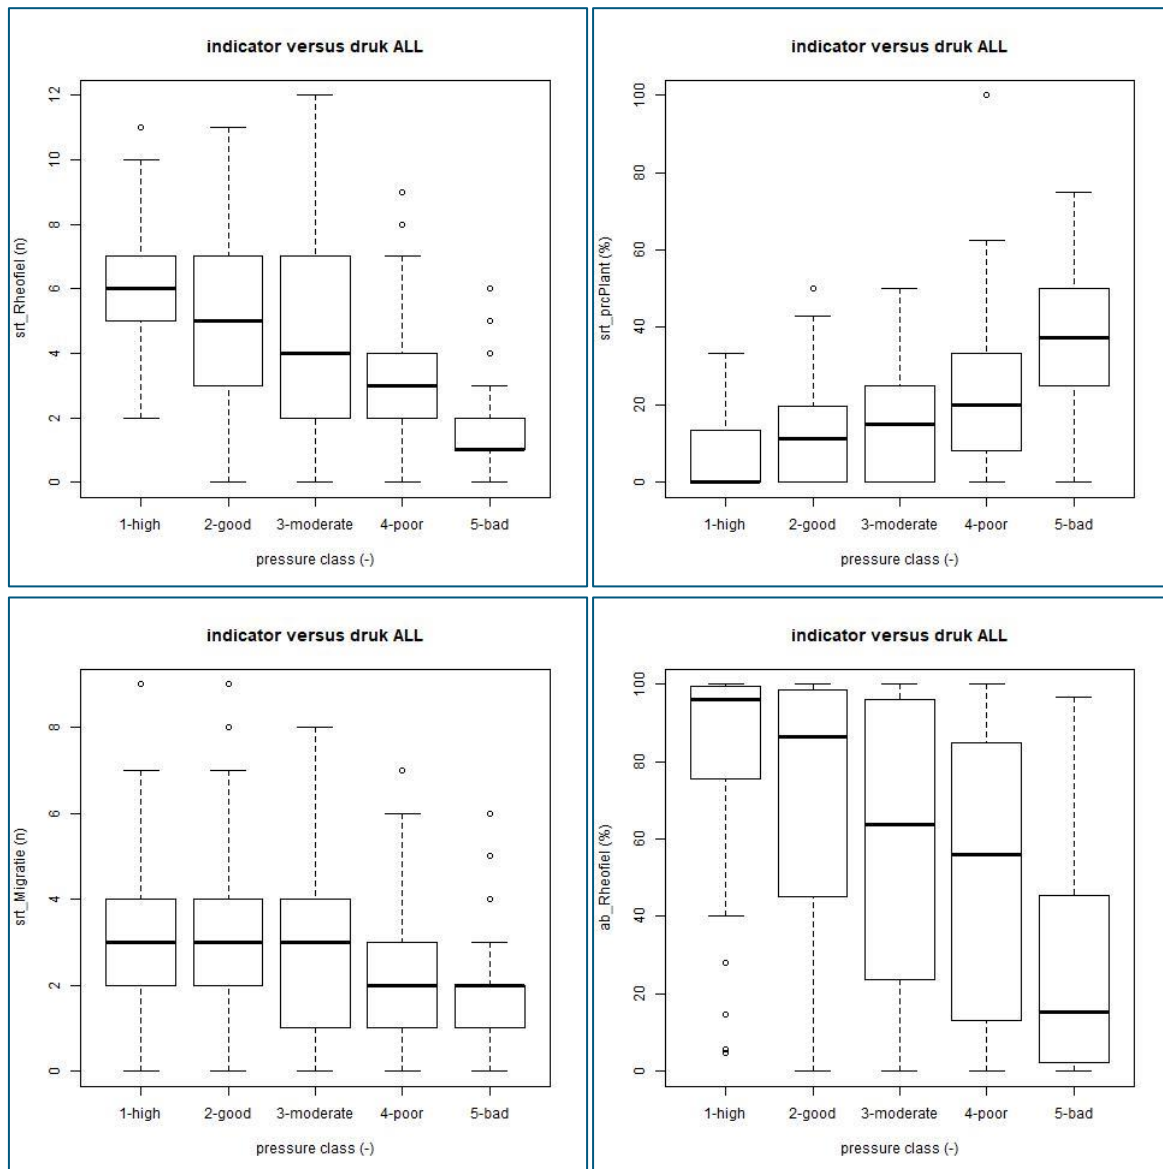 indicator versus druk ALL
srt_Rheofiel (n)
12
10
8
6
4
2
0
1-high 2-good 3-moderate 4-poor 5-bad
pressure class (-)
indicator versus druk ALL
srt_prcPlant (%)
100
80
60
40
20
0
1-high 2-good 3-moderate 4-poor 5-bad
pressure class (-)
indicator versus druk ALL
srt_Migratie (n)
8
6
4
2
0
1-high 2-good 3-moderate 4-poor 5-bad
pressure class (-)
indicator versus druk ALL
ab_Rheofiel (%)
100
80
60
40
20
0
1-high 2-good 3-moderate 4-poor 5-bad
pressure class (-)